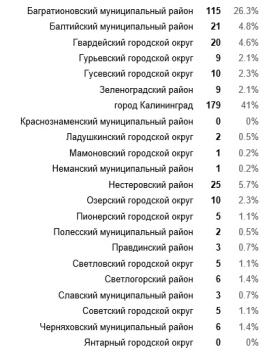 Багратионовский муниципальный район 115 26.3%
Балтийский муниципальный район 21 4.8%
Гвардейский городской округ 20 4.6%
Гурьевский городской округ 9 2.1%
Гусевский городской округ 10 2.3%
Зеленоградский район 9 2.1%
город Калининград 179 41%
Краснознаменский муниципальный район 0 0%
Ладушкинский городской округ 2 0.5%
Мамоновский городской округ 1 0.2%
Неманский муниципальный район 1 0.2%
Нестеровский район 25 5.7%
Озерский городской округ 10 2.3%
Пионерский городской округ 5 1.1%
Полесский муниципальный район 2 0.5%
Правдинский район 3 0.7%
Светловский городской округ 5 1.1%
Светлогорский район 6 1.4%
Славский муниципальный район 3 0.7%
Советский городской округ 5 1.1%
Черняховский муниципальный район 6 1.4%
Янтарный городской округ 0 0%